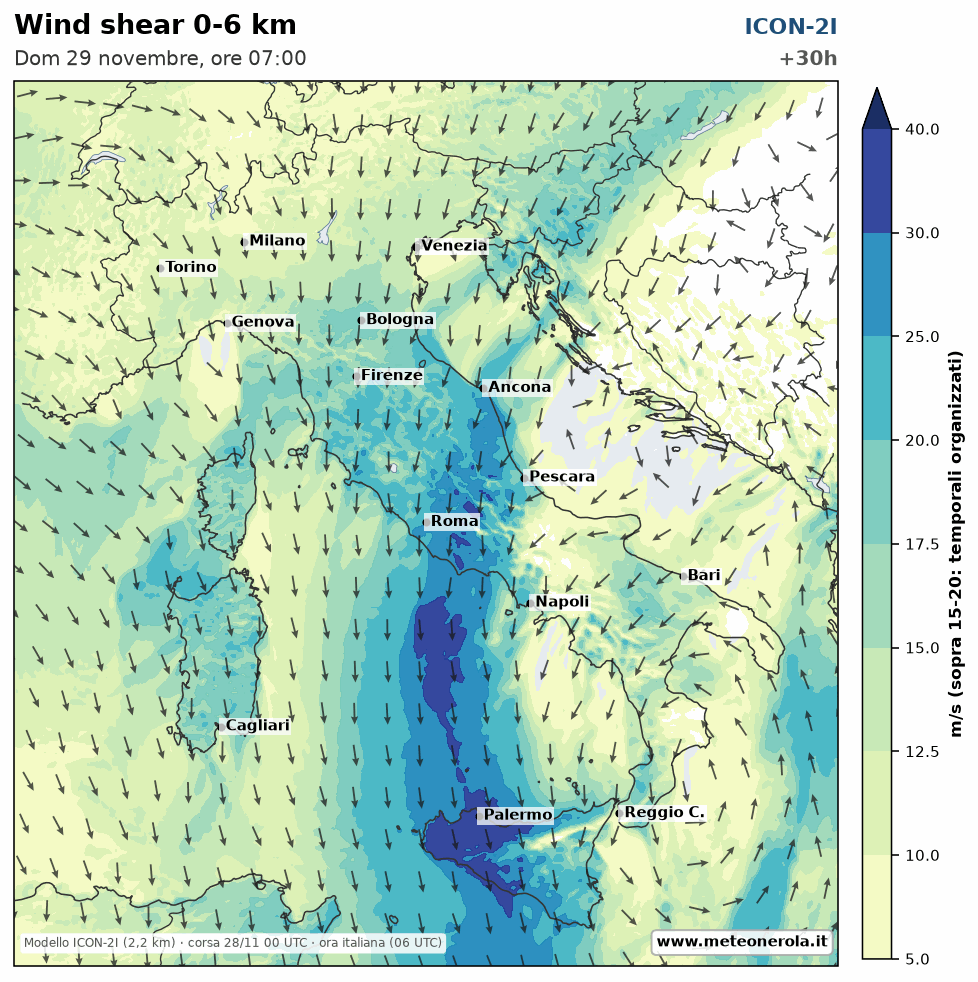 Wind shear 0-6 km
ICON-2I
Dom 29 novembre, ore 07:00
+30h
Milano
Venezia
Torino
Genova
Bologna
Firenze
Ancona
Pescara
Roma
Bari
Napoli
Cagliari
Palermo
Reggio C.
Modello ICON-2I (2,2 km) · corsa 28/11 00 UTC · ora italiana (06 UTC)
www.meteonerola.it
40.0
30.0
25.0
20.0
17.5
15.0
12.5
10.0
5.0
m/s (sopra 15-20: temporali organizzati)